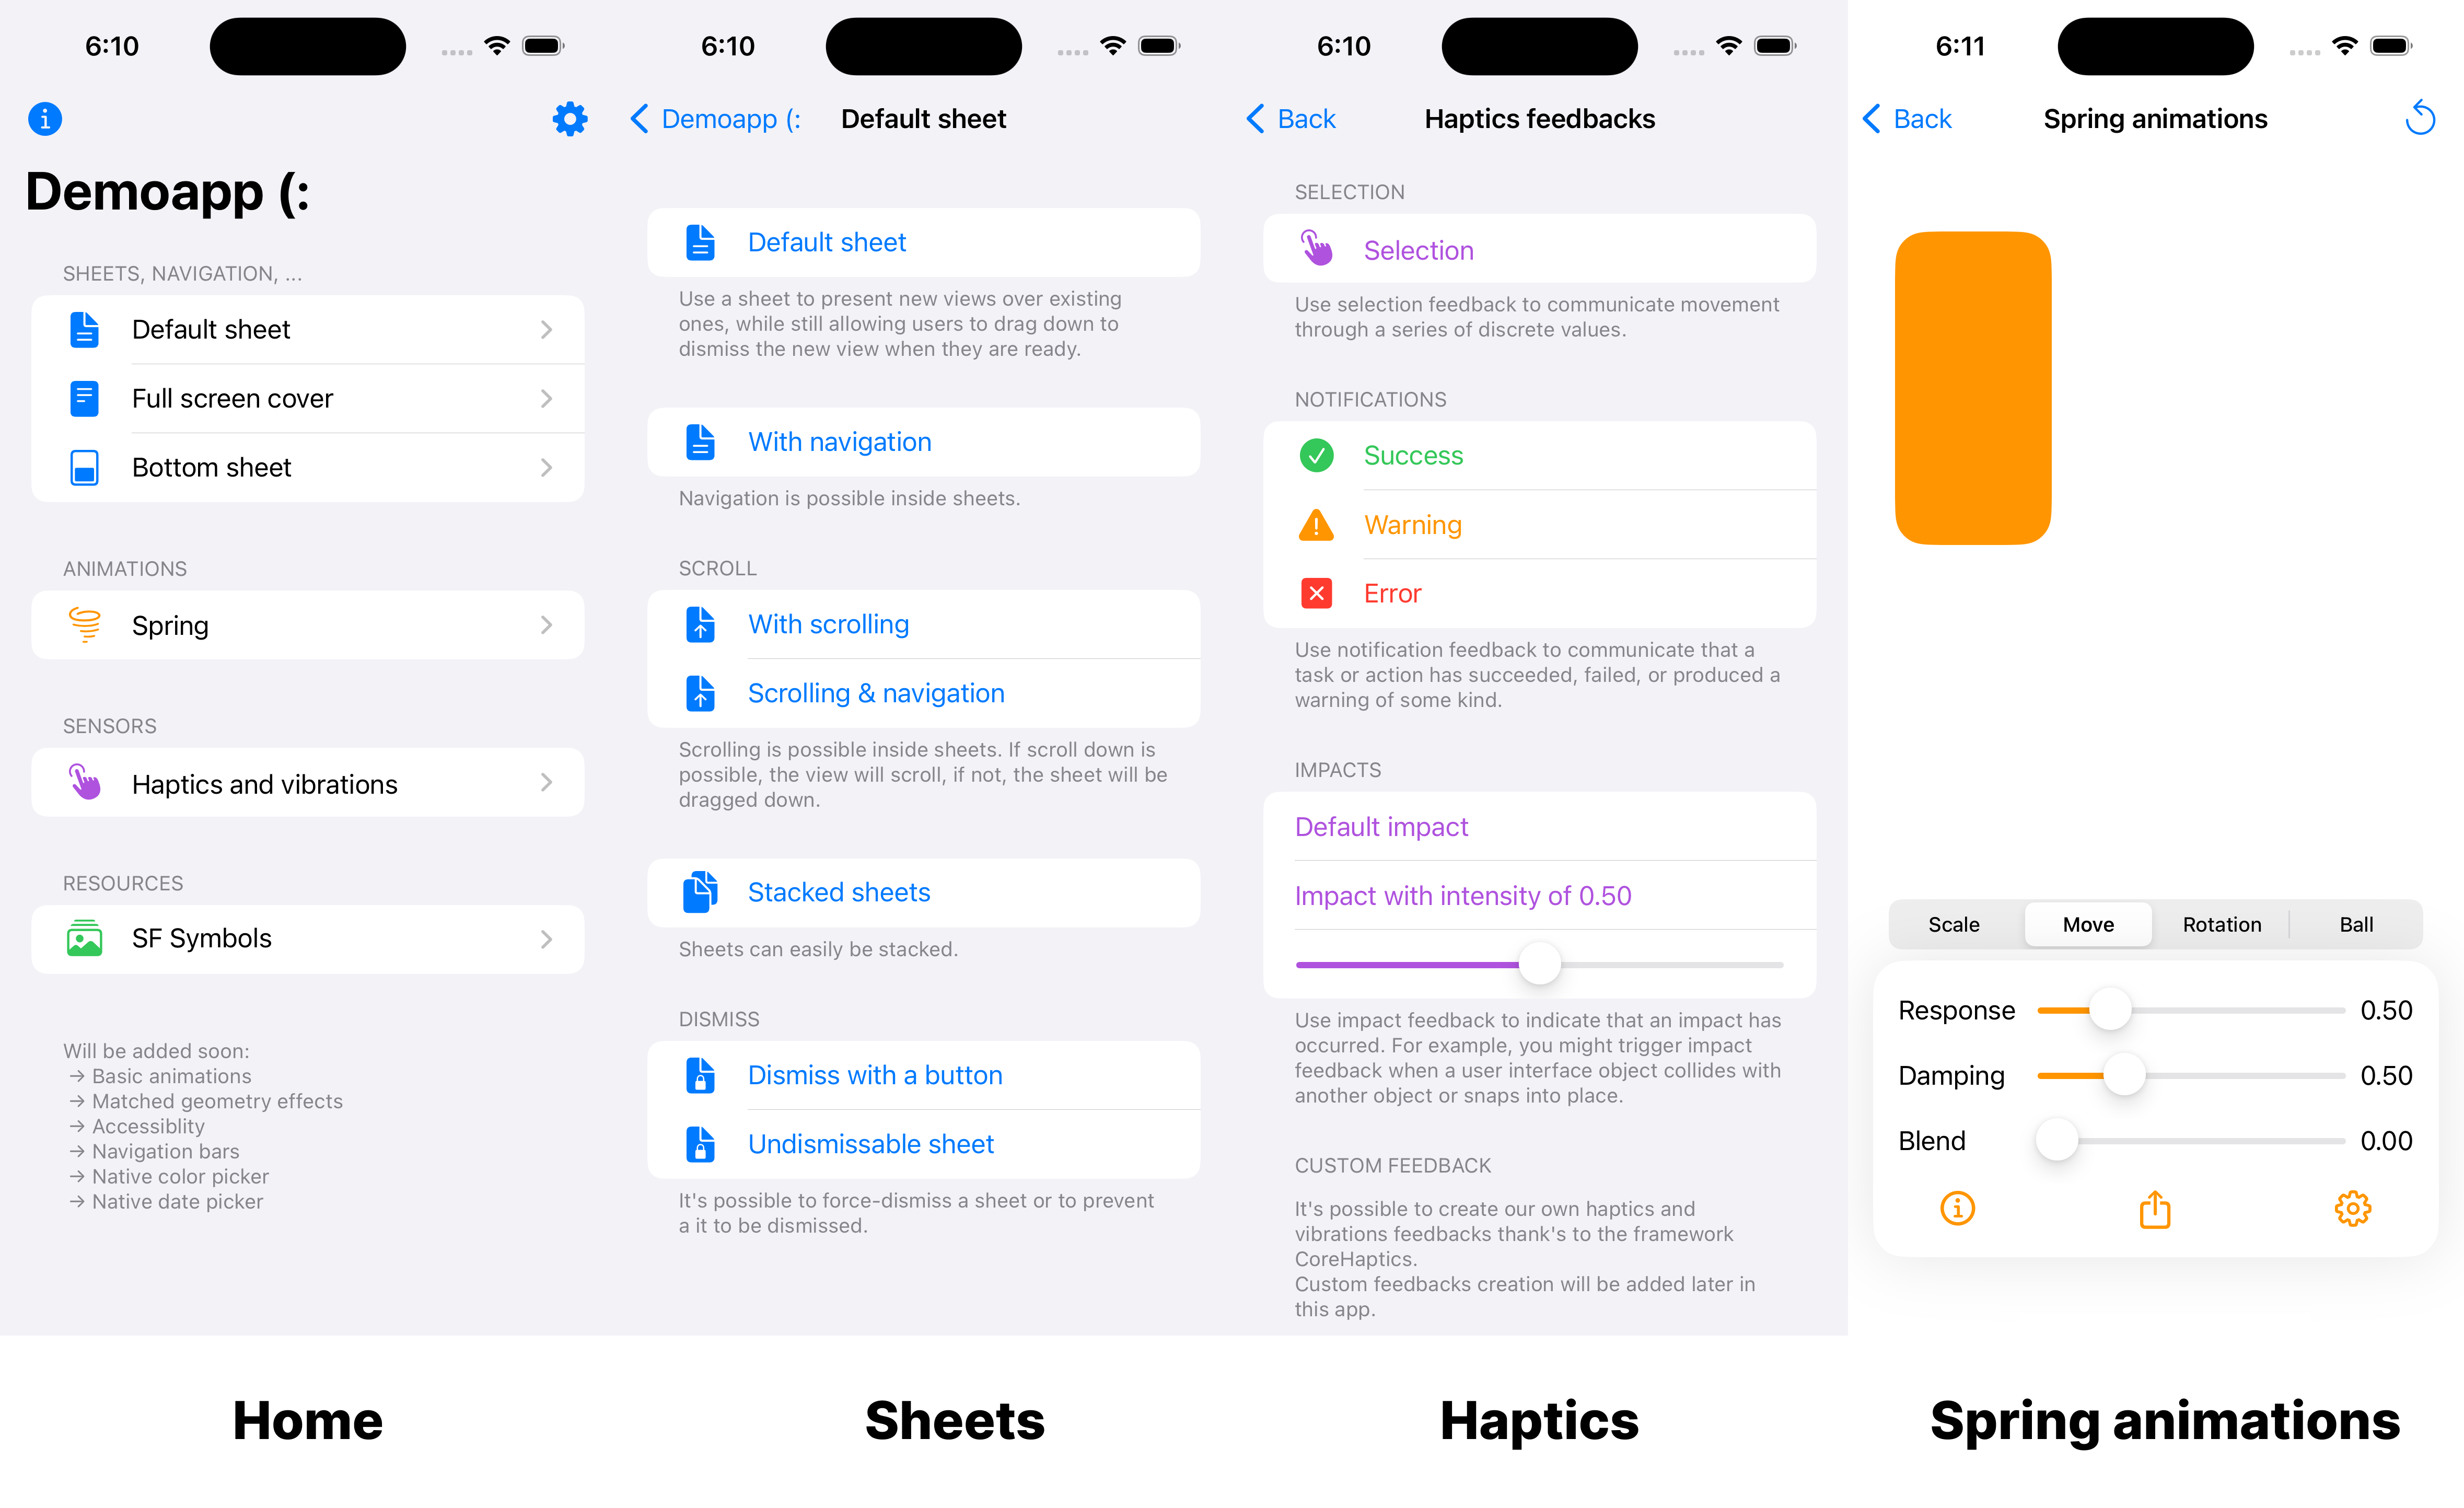 6:10
Demoapp (:
SHEETS, NAVIGATION, ...
Default sheet
Full screen cover
Bottom sheet
ANIMATIONS
Spring
SENSORS
Haptics and vibrations
RESOURCES
SF Symbols
Will be added soon:
→ Basic animations
→ Matched geometry effects
→ Accessiblity
→ Navigation bars
→ Native color picker
→ Native date picker
Home
6:10
Demoapp (:
Default sheet
Default sheet
Use a sheet to present new views over existing
ones, while still allowing users to drag down to
dismiss the new view when they are ready.
With navigation
Navigation is possible inside sheets.
SCROLL
With scrolling
Scrolling & navigation
Scrolling is possible inside sheets. If scroll down is
possible, the view will scroll, if not, the sheet will be
dragged down.
Stacked sheets
Sheets can easily be stacked.
DISMISS
Dismiss with a button
Undismissable sheet
It's possible to force-dismiss a sheet or to prevent
a it to be dismissed.
Sheets
6:10
Back
Haptics feedbacks
SELECTION
Selection
Use selection feedback to communicate movement
through a series of discrete values.
NOTIFICATIONS
Success
Warning
Error
Use notification feedback to communicate that a
task or action has succeeded, failed, or produced a
warning of some kind.
IMPACTS
Default impact
Impact with intensity of 0.50
Use impact feedback to indicate that an impact has
occurred. For example, you might trigger impact
feedback when a user interface object collides with
another object or snaps into place.
CUSTOM FEEDBACK
It's possible to create our own haptics and
vibrations feedbacks thank's to the framework
CoreHaptics.
Custom feedbacks creation will be added later in
this app.
Haptics
6:11
Back
Spring animations
Scale
Move
Rotation
Ball
Response 0.50
Damping 0.50
Blend 0.00
Spring animations